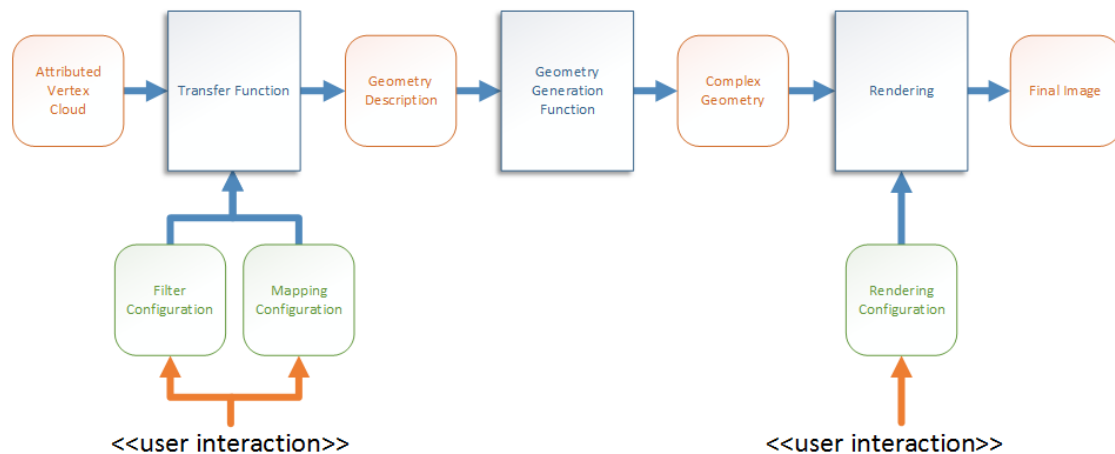 Attributed
Vertex
Cloud
Transfer Function
Geometry
Description
Geometry
Generation
Function
Complex
Geometry
Rendering
Final Image
Filter
Configuration
Mapping
Configuration
Rendering
Configuration
<<user interaction>>
<<user interaction>>